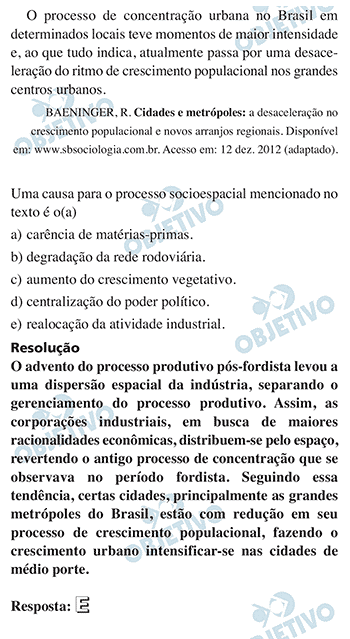 O processo de concentração urbana no Brasil em
determinados locais teve momentos de maior intensidade
e, ao que tudo indica, atualmente passa por uma desace-
leração do ritmo de crescimento populacional nos grandes
centros urbanos.
BAENINGER, R. Cidades e metrópoles: a desaceleração no
crescimento populacional e novos arranjos regionais. Disponível
em: www.sbsociologia.com.br. Acesso em: 12 dez. 2012 (adaptado).
Uma causa para o processo socioespacial mencionado no
texto é o(a)
a) carência de matérias-primas.
b) degradação da rede rodoviária.
c) aumento do crescimento vegetativo.
d) centralização do poder político.
e) realocação da atividade industrial.
Resolução
O advento do processo produtivo pós-fordista levou a
uma dispersão espacial da indústria, separando o
gerenciamento do processo produtivo. Assim, as
corporações industriais, em busca de maiores
racionalidades econômicas, distribuem-se pelo espaço,
revertendo o antigo processo de concentração que se
observava no período fordista. Seguindo essa
tendência, certas cidades, principalmente as grandes
metrópoles do Brasil, estão com redução em seu
processo de crescimento populacional, fazendo o
crescimento urbano intensificar-se nas cidades de
médio porte.
Resposta: E
OBJETIVO
OBJETIVO
OBJETIVO
OBJETIVO
OBJETIVO
OBJETIVO
OBJETIVO